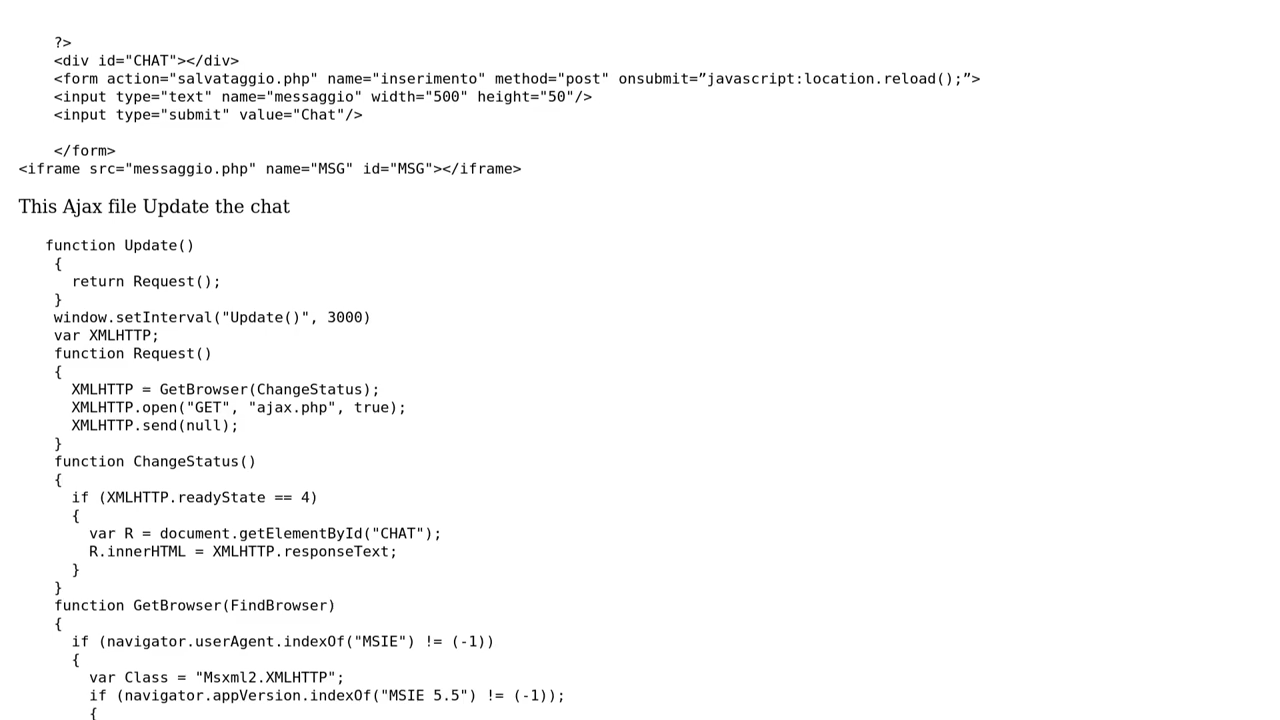 ?>
<div id="CHAT"></div>
<form action="salvataggio.php" name="inserimento" method="post" onsubmit=”javascript:location.reload();”>
<input type="text" name="messaggio" width="500" height="50"/>
<input type="submit" value="Chat"/>
</form>
<iframe src="messaggio.php" name="MSG" id="MSG"></iframe>
This Ajax file Update the chat
function Update()
{
return Request();
}
window.setInterval("Update()", 3000)
var XMLHTTP;
function Request()
{
XMLHTTP = GetBrowser(ChangeStatus);
XMLHTTP.open("GET", "ajax.php", true);
XMLHTTP.send(null);
}
function ChangeStatus()
{
if (XMLHTTP.readyState == 4)
{
var R = document.getElementById("CHAT");
R.innerHTML = XMLHTTP.responseText;
}
}
function GetBrowser(FindBrowser)
{
if (navigator.userAgent.indexOf("MSIE") != (-1))
{
var Class = "Msxml2.XMLHTTP";
if (navigator.appVersion.indexOf("MSIE 5.5") != (-1));
{